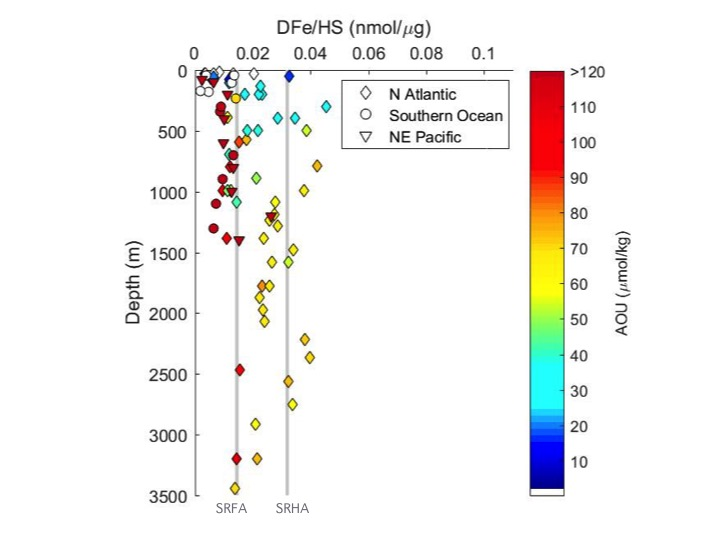 DFe/HS (nmol/μg)
0 0.02 0.04 0.06 0.08 0.1
0
500
1000
1500
2000
2500
3000
3500
Depth (m)
N Atlantic
Southern Ocean
NE Pacific
SRFA SRHA
>120
110
100
90
80
70
60
50
40
30
20
10
AOU (μmol/kg)